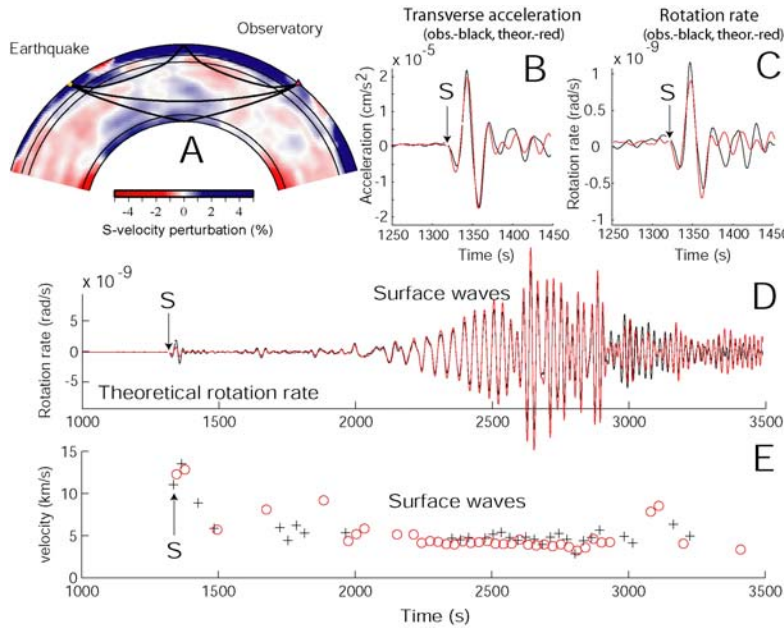 Earthquake
Observatory
A
-4 -2 0 2 4
S-velocity perturbation (%)
Transverse acceleration
(obs.-black, theor.-red)
x 10 -5
B
S
Acceleration (cm/s2)
2
1
0
-1
-2
1250 1300 1350 1400 1450
Time (s)
Rotation rate
(obs.-black, theor.-red)
x 10 -9
C
S
Rotation rate (rad/s)
1
0.5
0
-0.5
-1
1250 1300 1350 1400 1450
Time (s)
x 10 -9
D
S
Surface waves
Rotation rate (rad/s)
5
0
-5
Theoretical rotation rate
1000 1500 2000 2500 3000 3500
E
Surface waves
S
velocity (km/s)
15
10
5
0
1000 1500 2000 2500 3000 3500
Time (s)